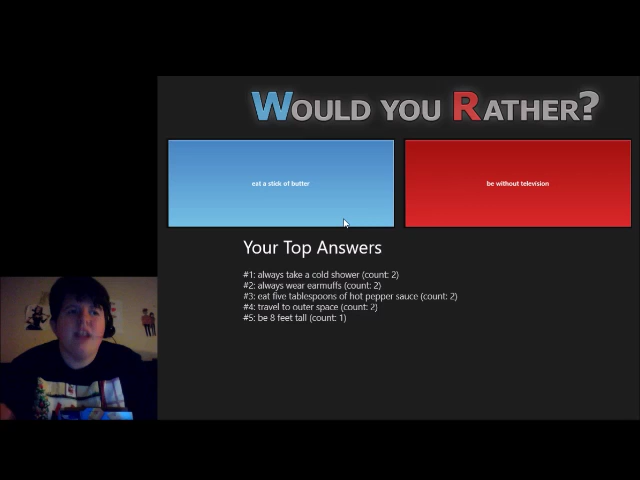 WOULD YOU RATHER?
eat a stick of butter
be without television
Your Top Answers
#1: always take a cold shower (count: 2)
#2: always wear earmuffs (count: 2)
#3: eat five tablespoons of hot pepper sauce (count: 2)
#4: travel to outer space (count: 2)
#5: be 8 feet tall (count: 1)